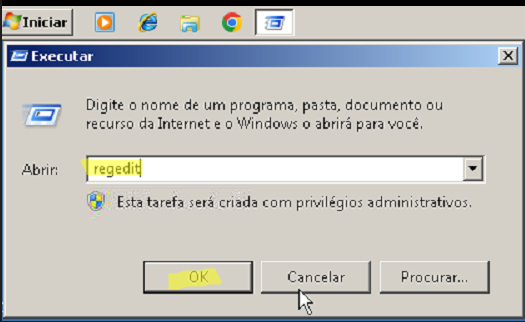 Iniciar
Executar
Digite o nome de um programa, pasta, documento ou
recurso da Internet e o Windows o abrirá para você.
Abrir: regedit
Esta tarefa será criada com privilégios administrativos.
OK Cancelar Procurar...